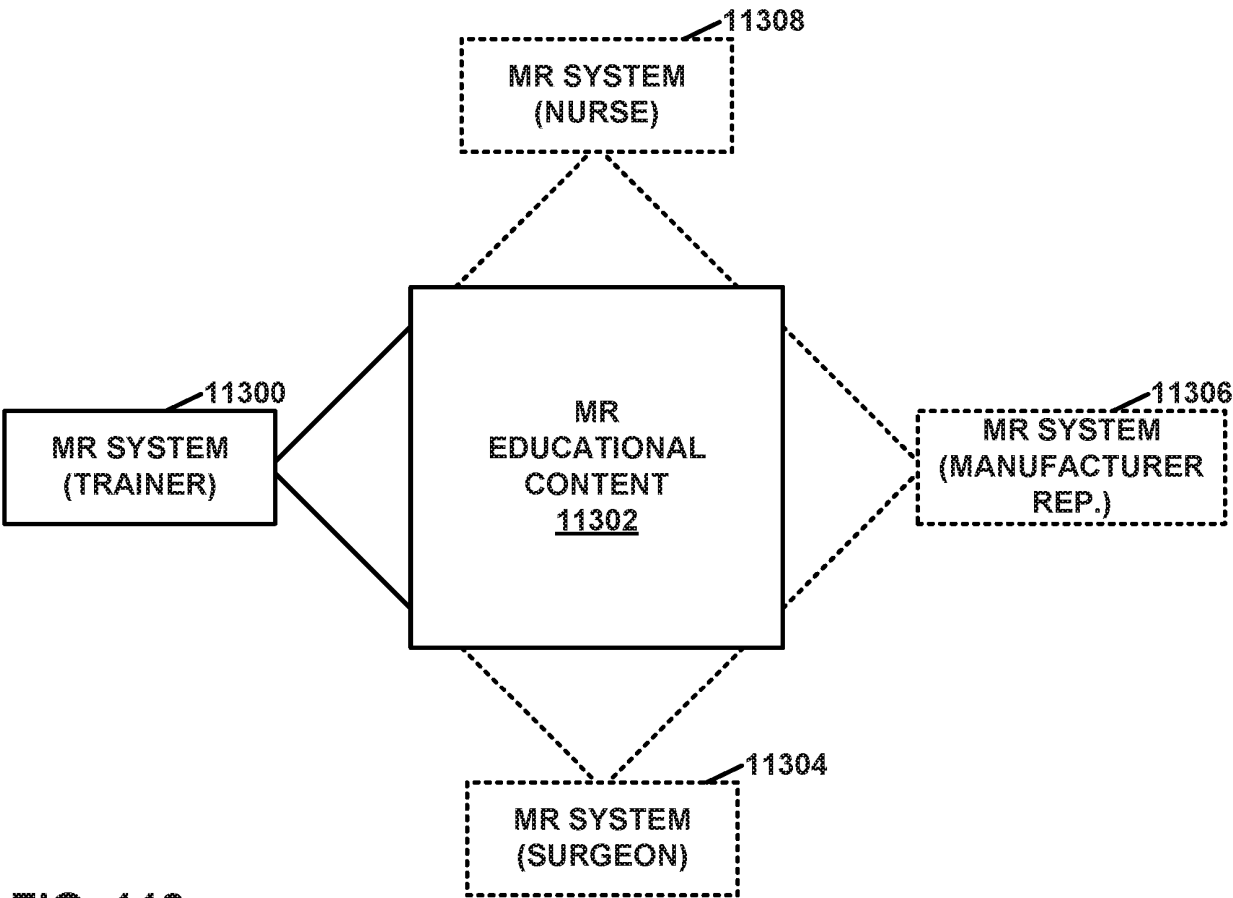 11308
MR SYSTEM
(NURSE)
11300
MR SYSTEM
(TRAINER)
MR
EDUCATIONAL
CONTENT
11302
11306
MR SYSTEM
(MANUFACTURER
REP.)
11304
MR SYSTEM
(SURGEON)